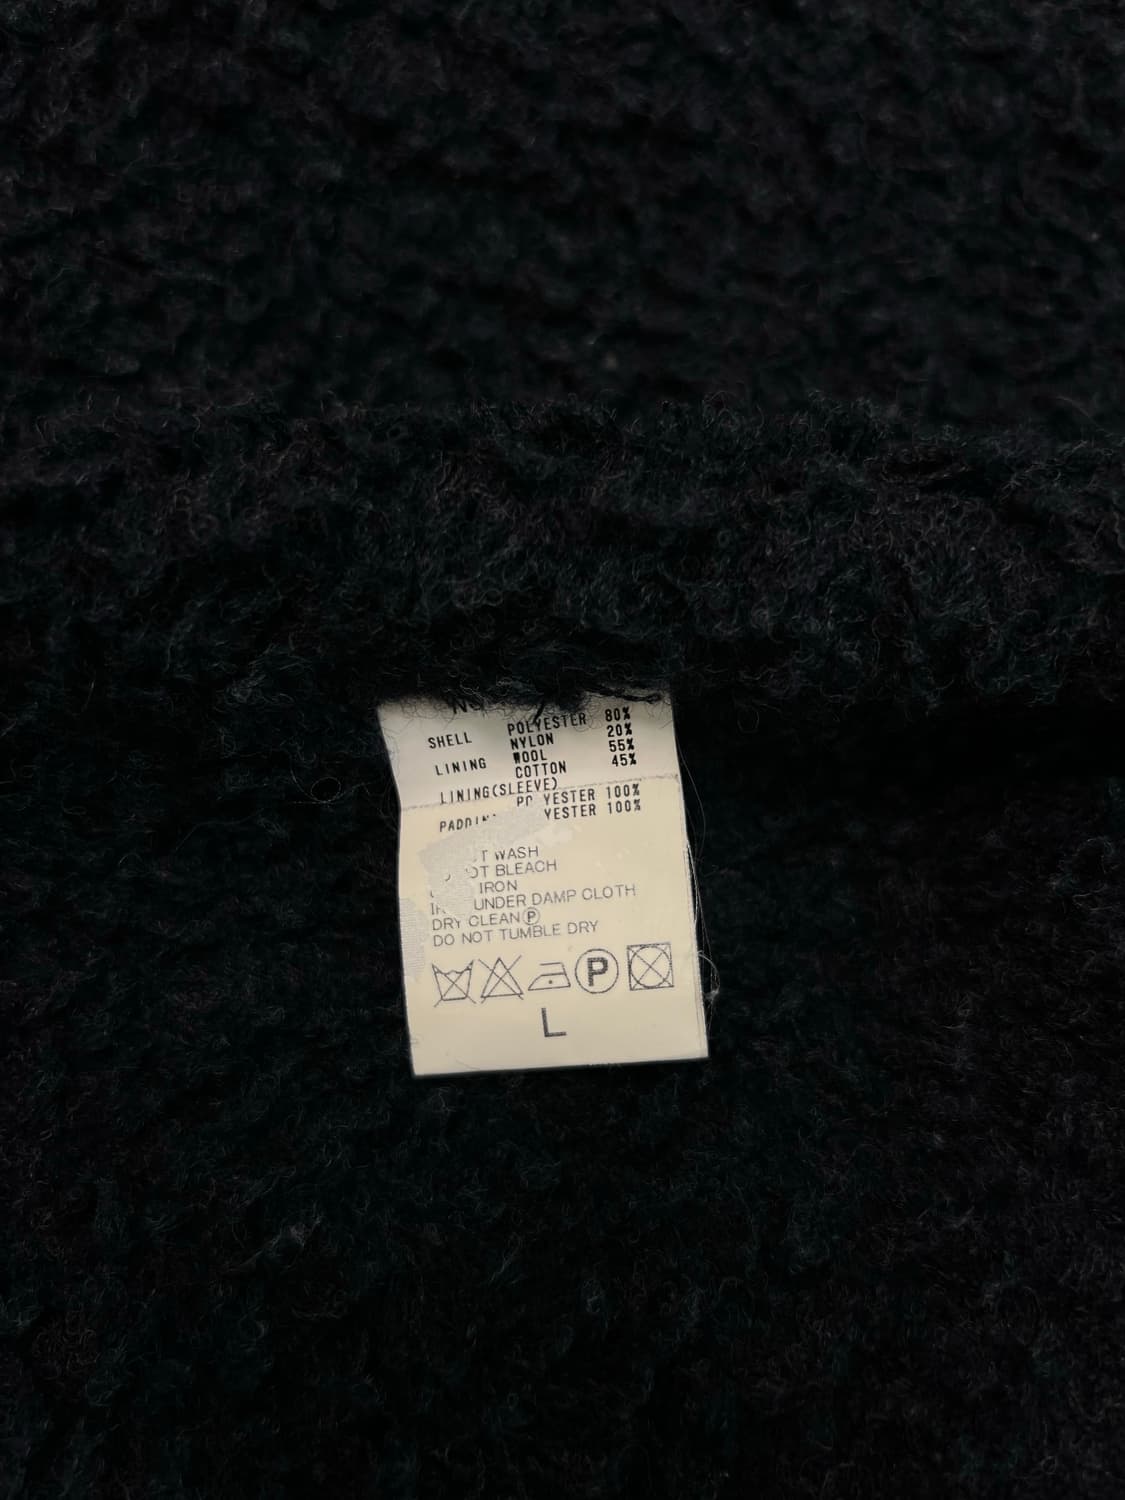 SHELL POLYESTER 80%
NYLON 20%
LINING WOOL 55%
COTTON 45%
LINING(SLEEVE)
YESTER 100%
PADDIN YESTER 100%
T WASH
OT BLEACH
IRON
UNDER DAMP CLOTH
DRY CLEAN Ⓟ
DO NOT TUMBLE DRY
P
L